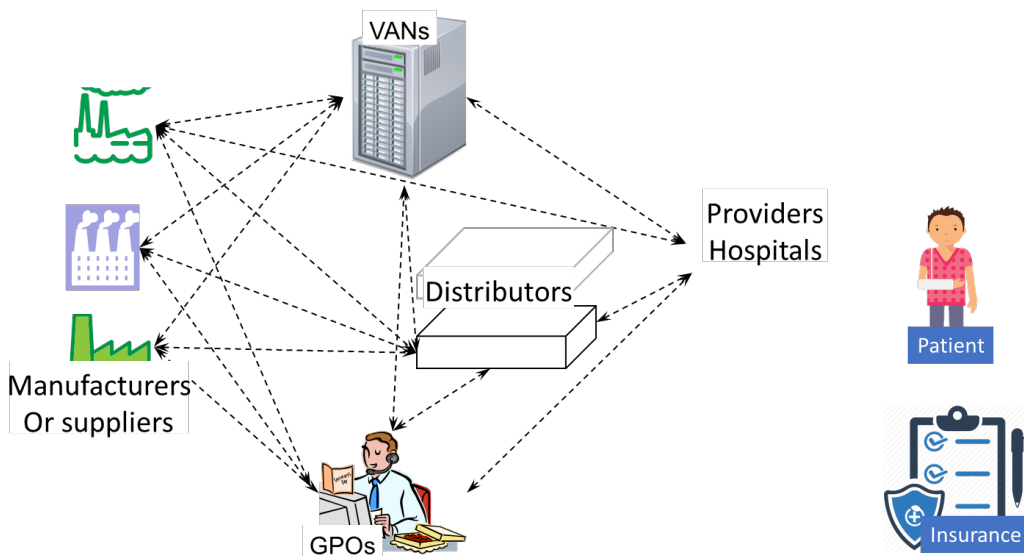 VANs
Providers
Hospitals
Distributors
Patient
Manufacturers
Or suppliers
GPOs
Insurance